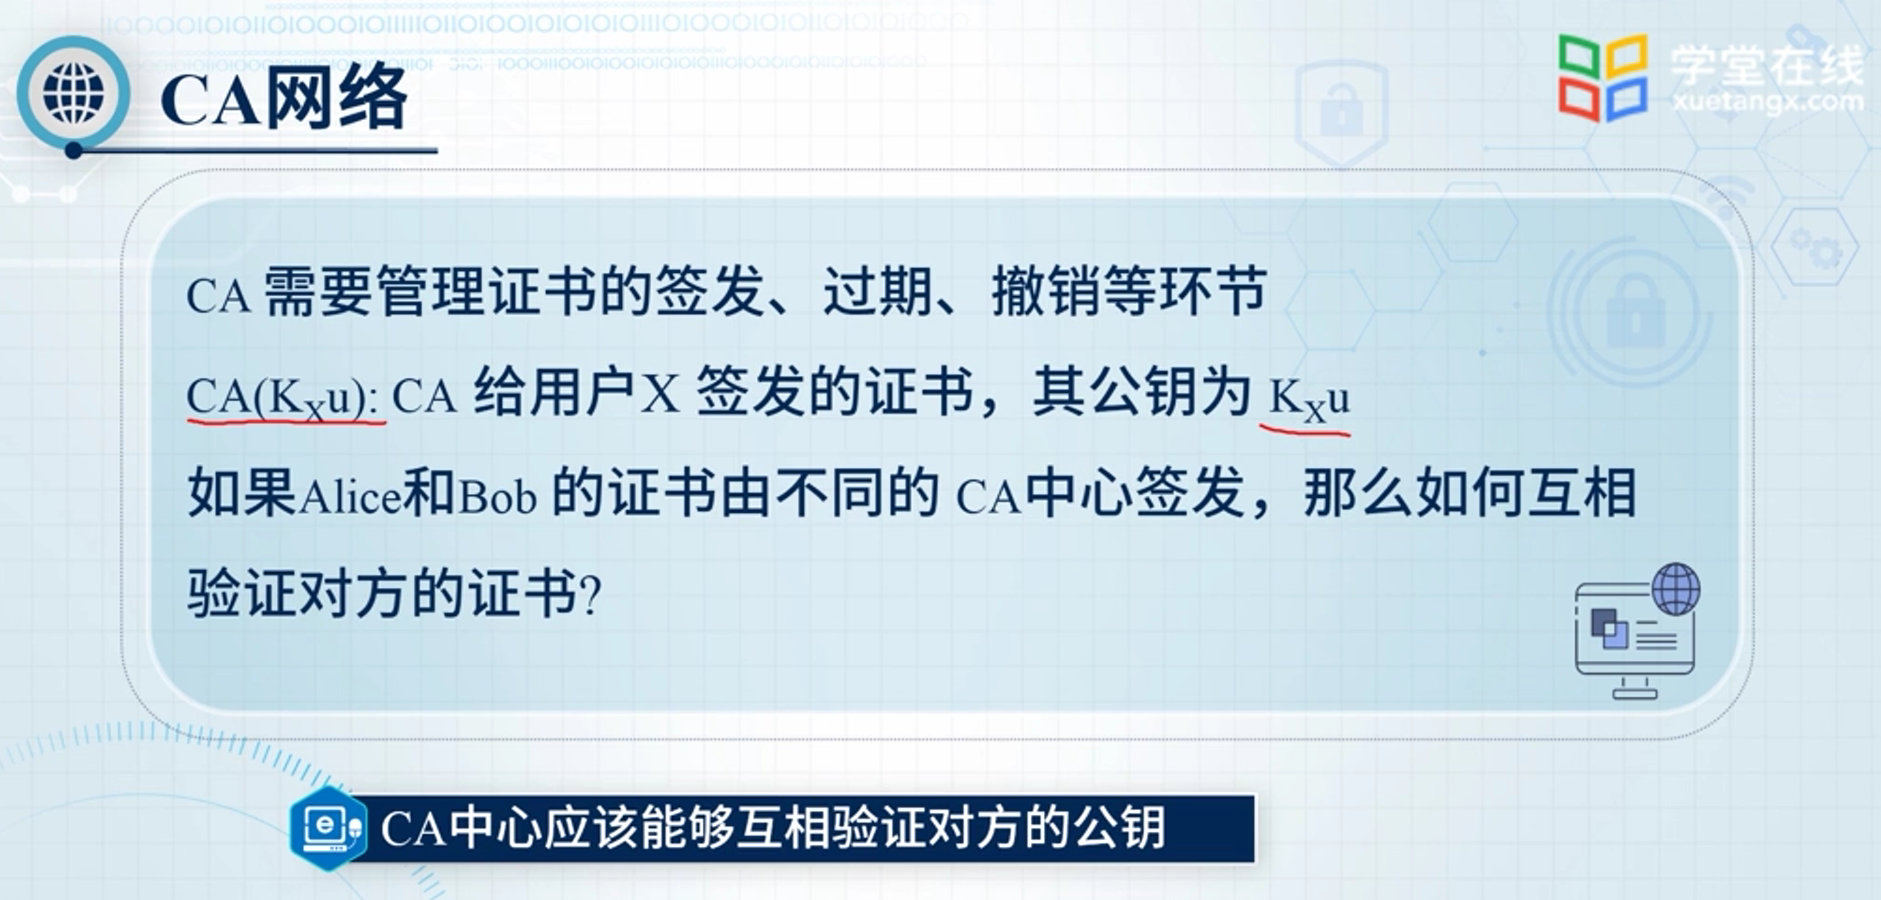 CA网络
学堂在线
xuetangx.com
CA 需要管理证书的签发、过期、撤销等环节
CA(KXu): CA 给用户X 签发的证书，其公钥为 KXu
如果Alice和Bob 的证书由不同的 CA中心签发，那么如何互相
验证对方的证书?
CA中心应该能够互相验证对方的公钥